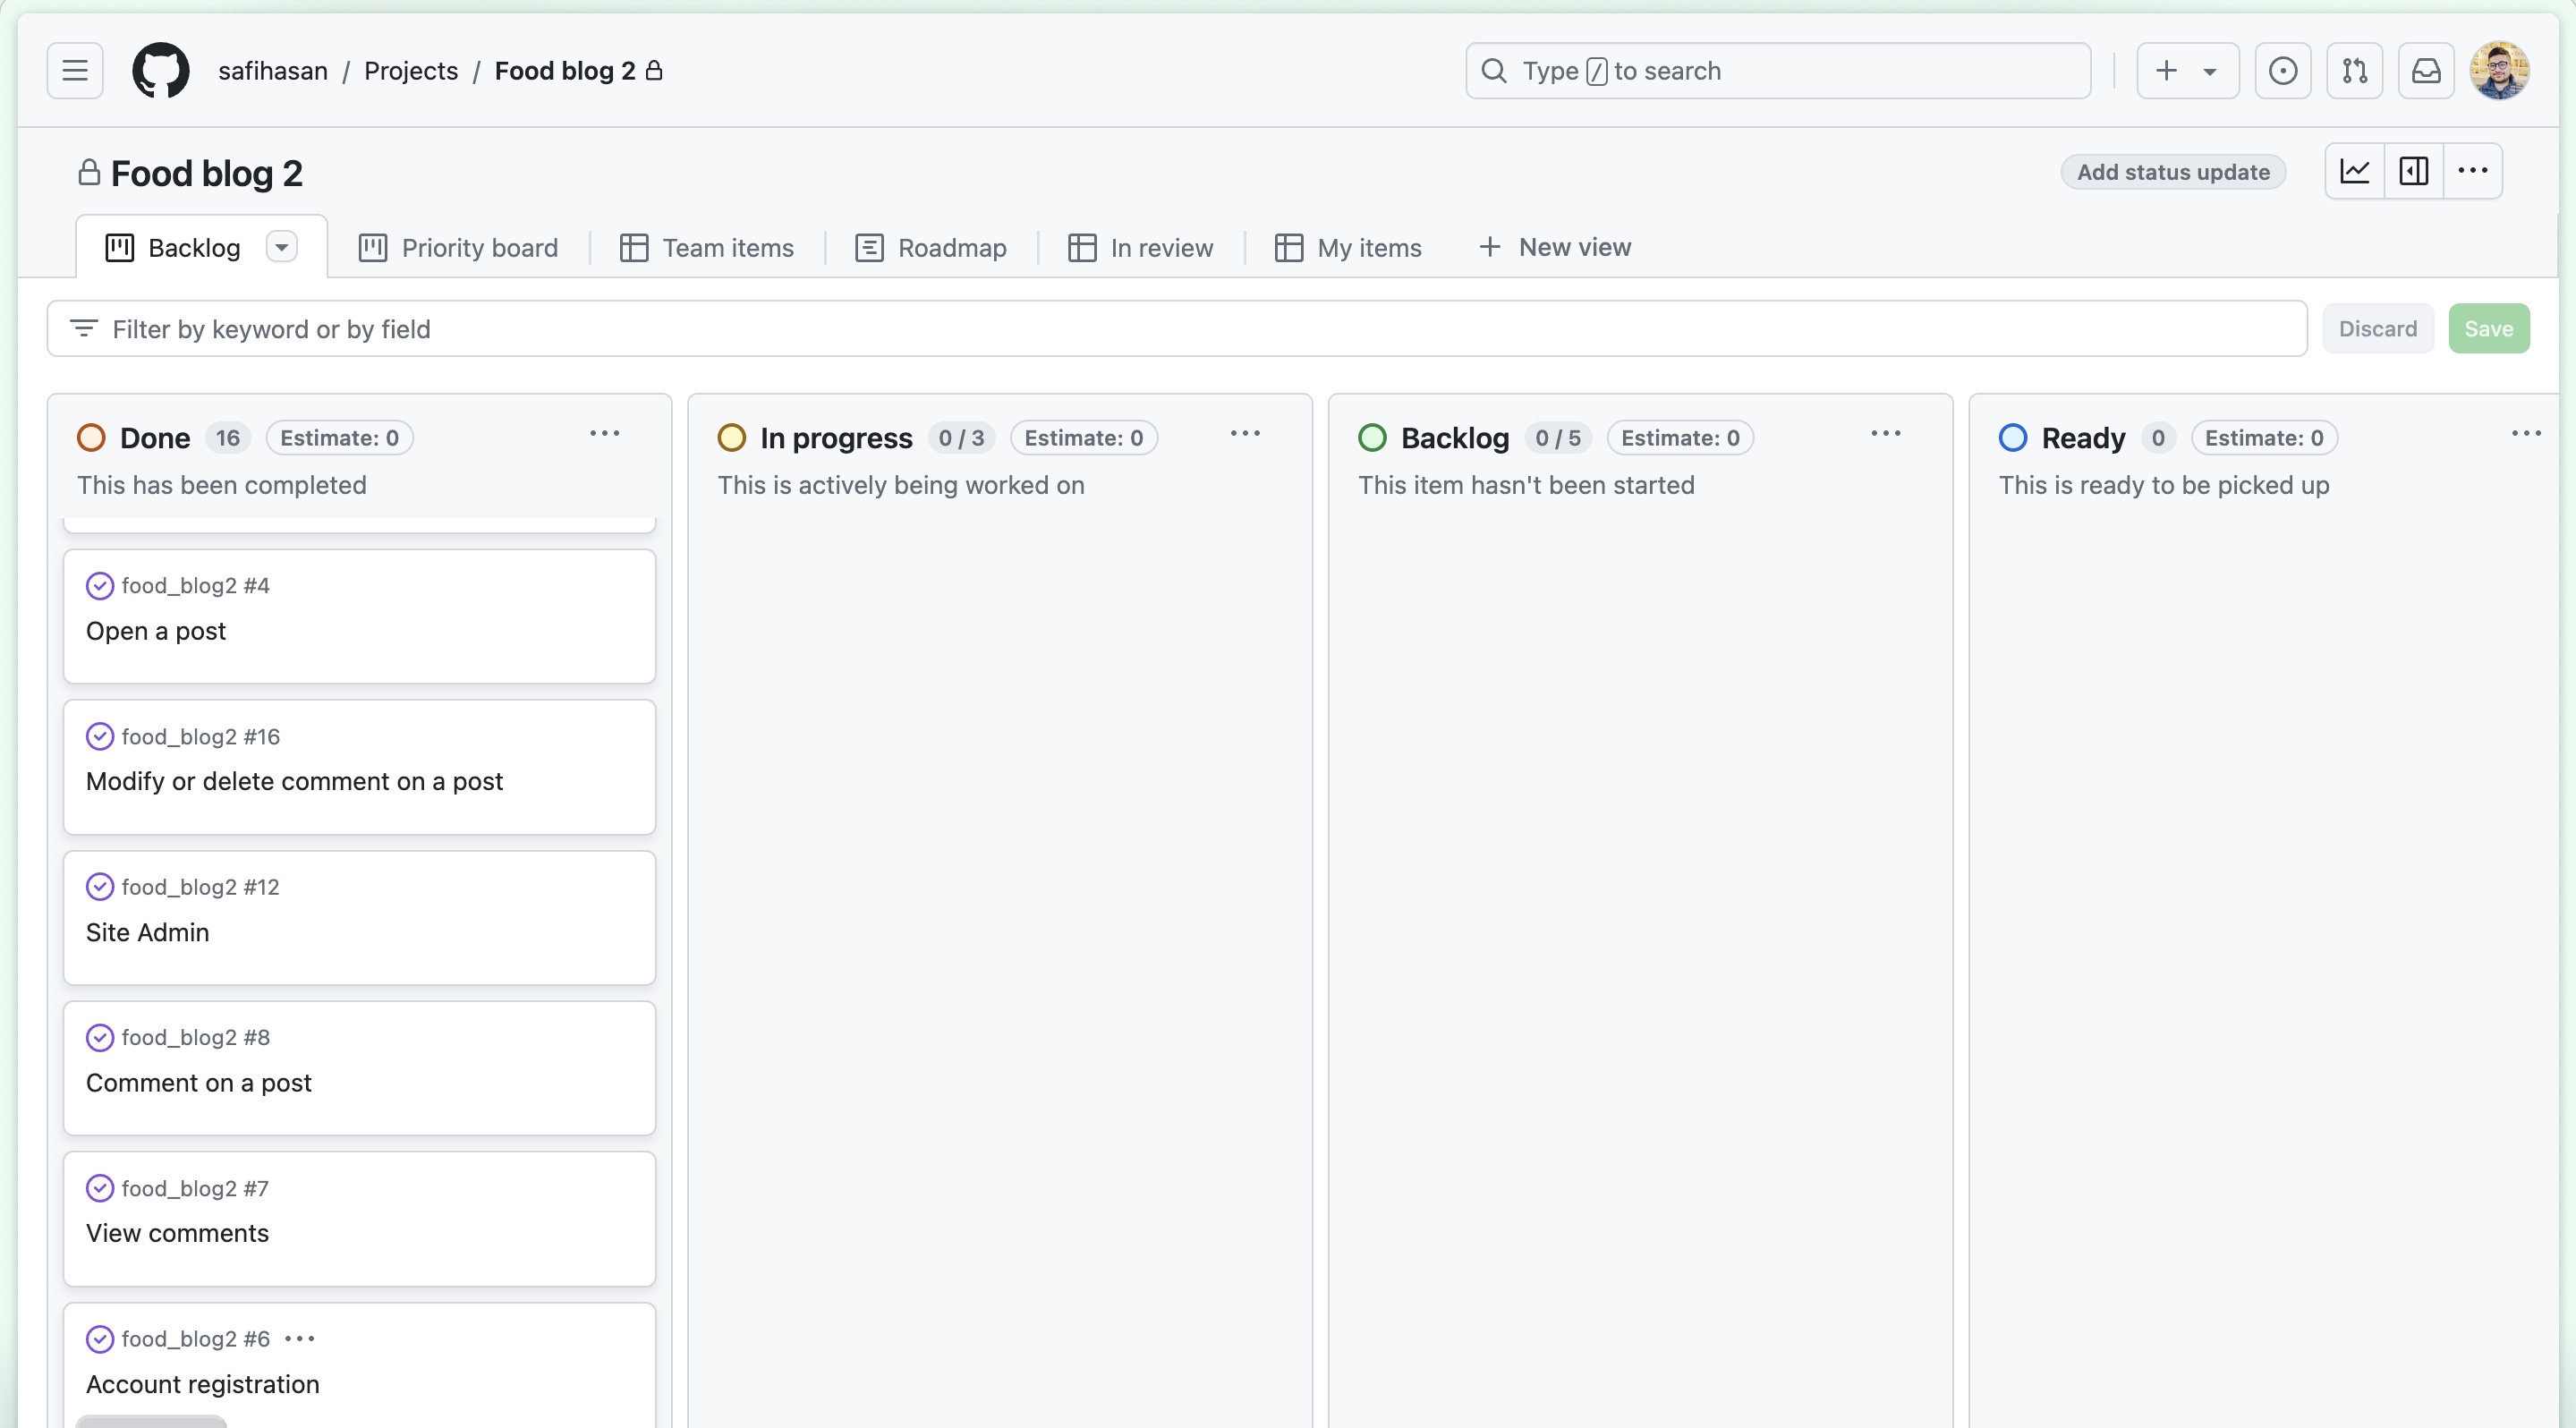 safihasan / Projects / Food blog 2
Type / to search
Food blog 2
Add status update
Backlog
Priority board
Team items
Roadmap
In review
My items
New view
Filter by keyword or by field
Discard
Save
Done 16 Estimate: 0
This has been completed
food_blog2 #4
Open a post
food_blog2 #16
Modify or delete comment on a post
food_blog2 #12
Site Admin
food_blog2 #8
Comment on a post
food_blog2 #7
View comments
food_blog2 #6
Account registration
In progress 0 / 3 Estimate: 0
This is actively being worked on
Backlog 0 / 5 Estimate: 0
This item hasn't been started
Ready 0 Estimate: 0
This is ready to be picked up